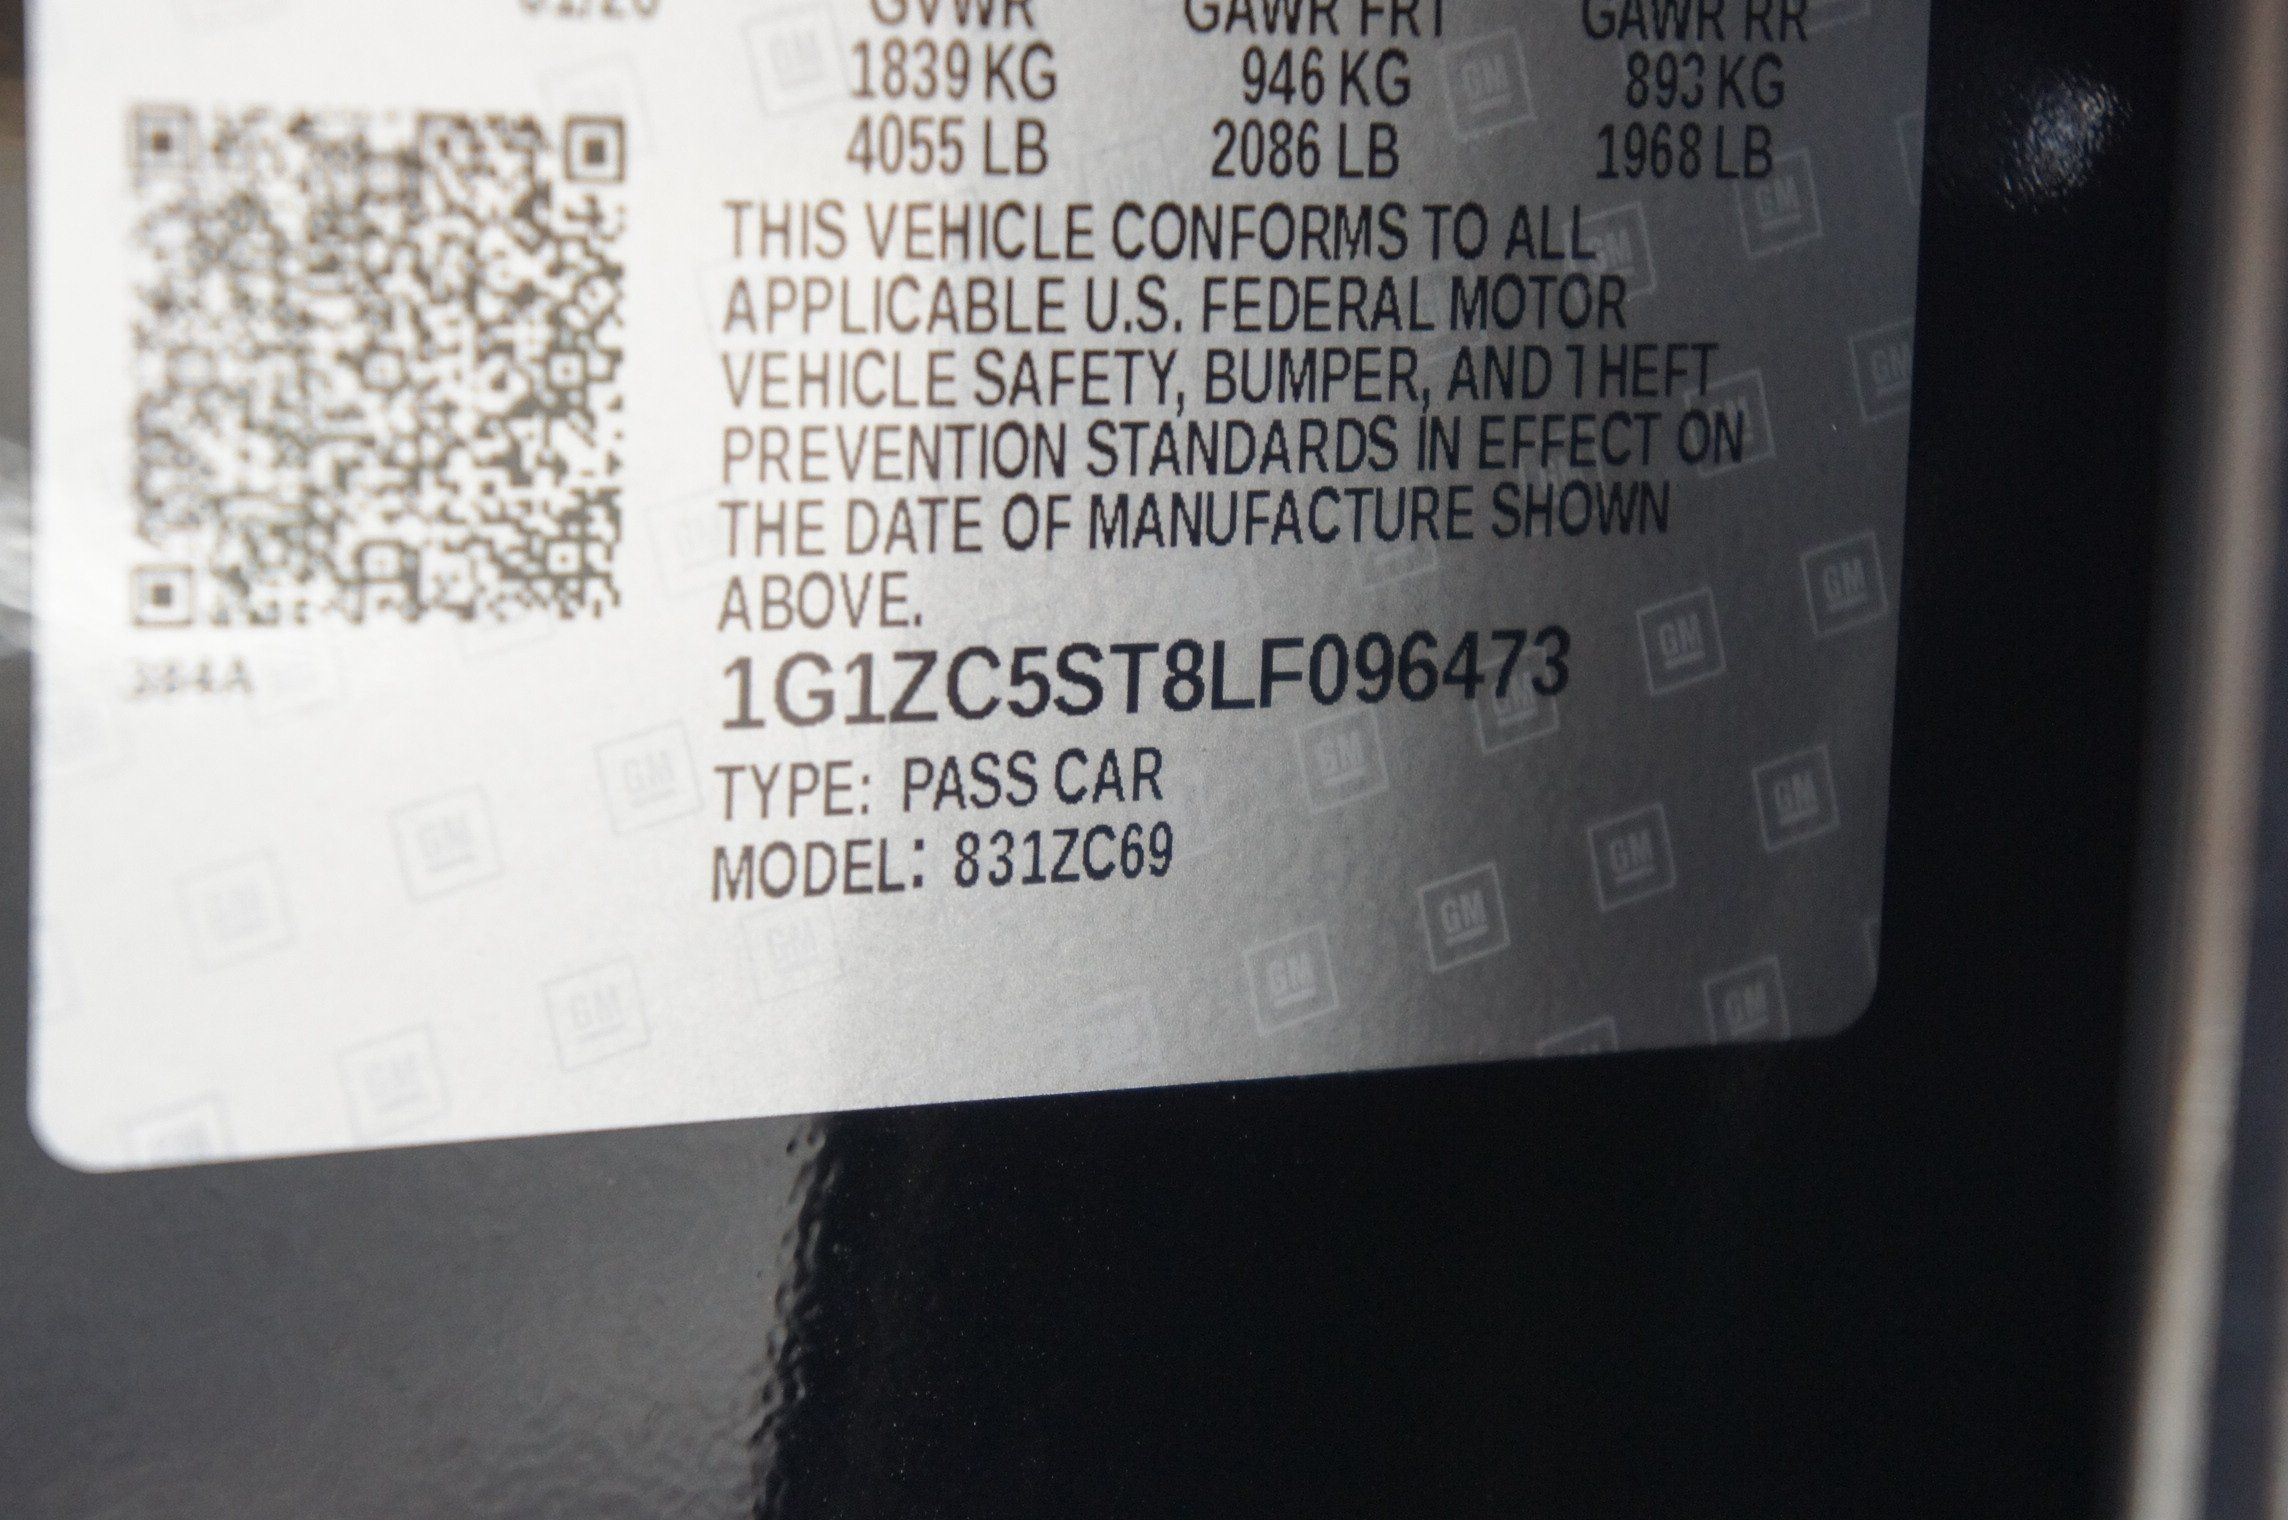 GVWR GAWR FRT GAWR RR
1839 KG 946 KG 893 KG
4055 LB 2086 LB 1968 LB
THIS VEHICLE CONFORMS TO ALL
APPLICABLE U.S. FEDERAL MOTOR
VEHICLE SAFETY, BUMPER, AND THEFT
PREVENTION STANDARDS IN EFFECT ON
THE DATE OF MANUFACTURE SHOWN
ABOVE.
1G1ZC5ST8LF096473
TYPE: PASS CAR
MODEL: 831ZC69
384A
GM